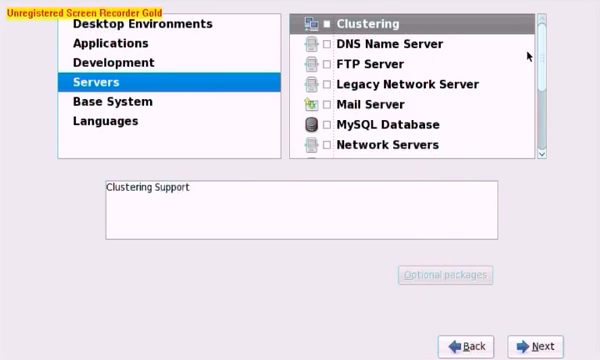 Unregistered Screen Recorder Gold
Desktop Environments
Applications
Development
Servers
Base System
Languages
Clustering
DNS Name Server
FTP Server
Legacy Network Server
Mail Server
MySQL Database
Network Servers
Clustering Support
Optional packages
Back
Next